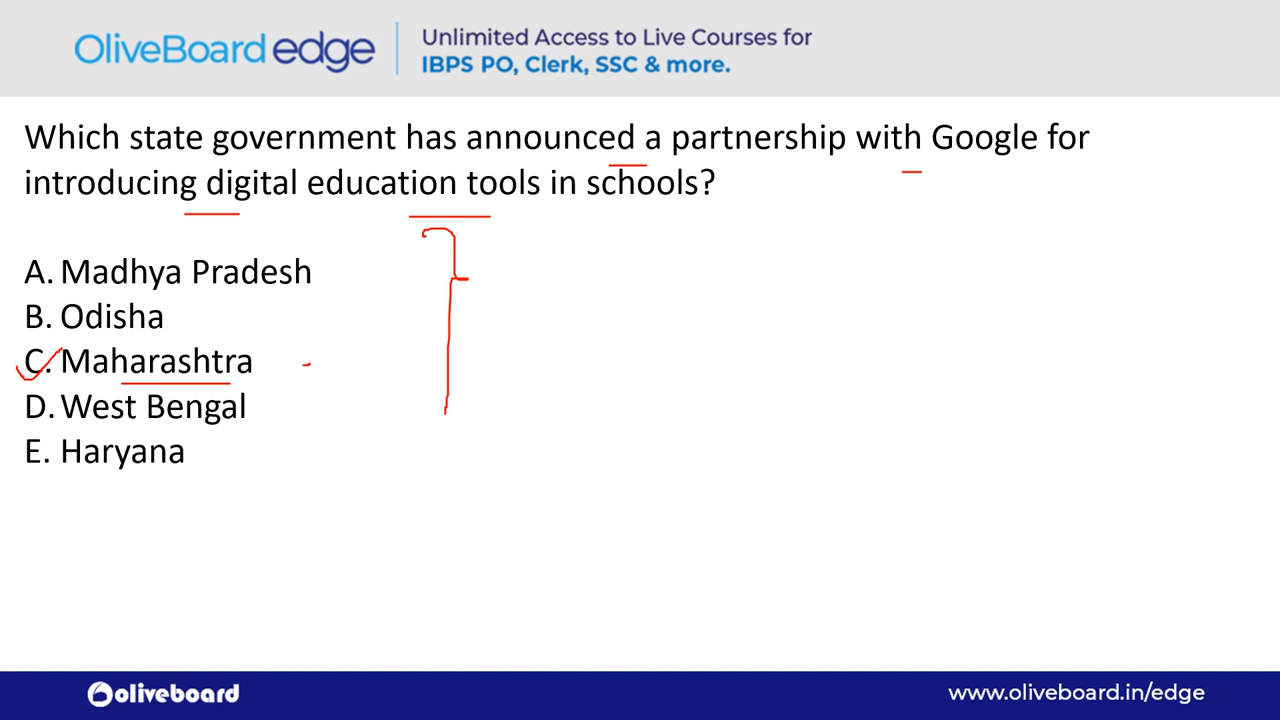 OliveBoard edge
Unlimited Access to Live Courses for
IBPS PO, Clerk, SSC & more.
Which state government has announced a partnership with Google for
introducing digital education tools in schools?
A. Madhya Pradesh
B. Odisha
C. Maharashtra
D. West Bengal
E. Haryana
oliveboard
www.oliveboard.in/edge